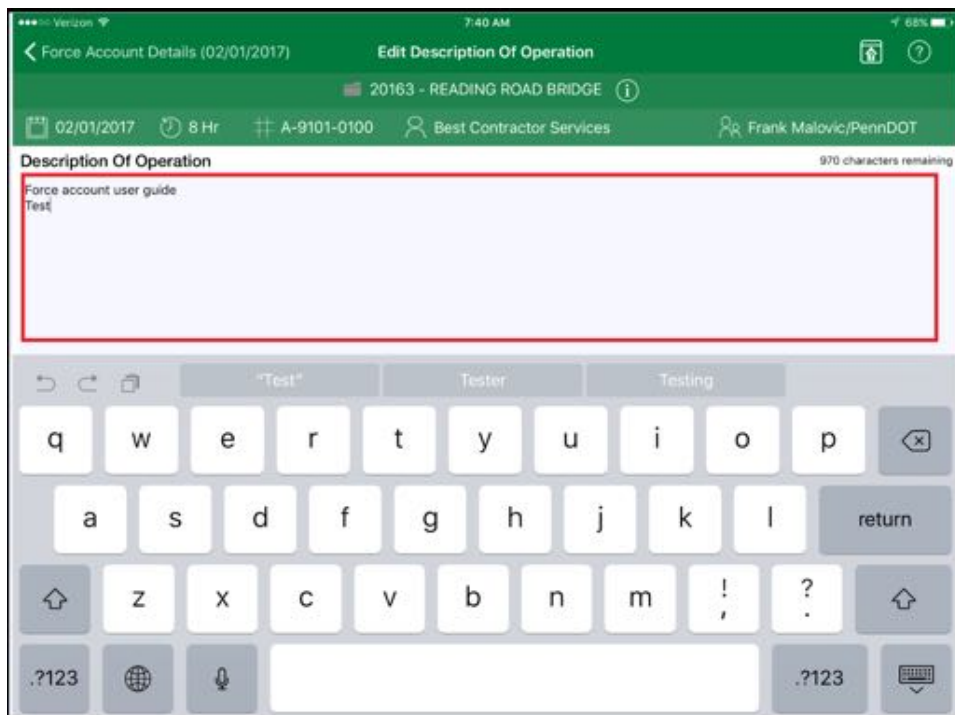 Verizon 7:40 AM 68%
Force Account Details (02/01/2017) Edit Description Of Operation ?
20163 - READING ROAD BRIDGE i
02/01/2017 8 Hr A-9101-0100 Best Contractor Services Frank Malovic/PennDOT
Description Of Operation 970 characters remaining
Force account user guide
Test
"Test" Tester Testing
q w e r t y u i o p
a s d f g h j k l return
z x c v b n m ! , ? .
.?123 .?123